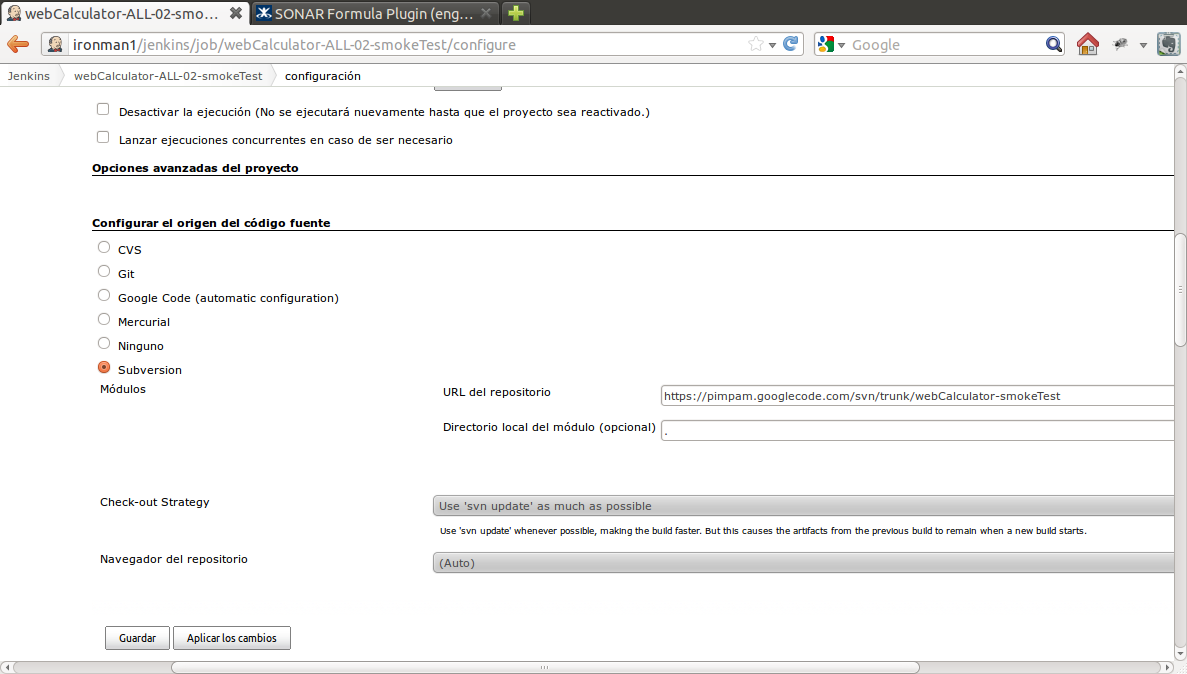 webCalculator-ALL-02-smo... SONAR Formula Plugin (eng...
ironman1/jenkins/job/webCalculator-ALL-02-smokeTest/configure Google
Jenkins webCalculator-ALL-02-smokeTest configuración
Desactivar la ejecución (No se ejecutará nuevamente hasta que el proyecto sea reactivado.)
Lanzar ejecuciones concurrentes en caso de ser necesario
Opciones avanzadas del proyecto
Configurar el origen del código fuente
CVS
Git
Google Code (automatic configuration)
Mercurial
Ninguno
Subversion
Módulos
URL del repositorio https://pimpam.googlecode.com/svn/trunk/webCalculator-smokeTest
Directorio local del módulo (opcional) .
Check-out Strategy Use 'svn update' as much as possible
Use 'svn update' whenever possible, making the build faster. But this causes the artifacts from the previous build to remain when a new build starts.
Navegador del repositorio (Auto)
Guardar Aplicar los cambios